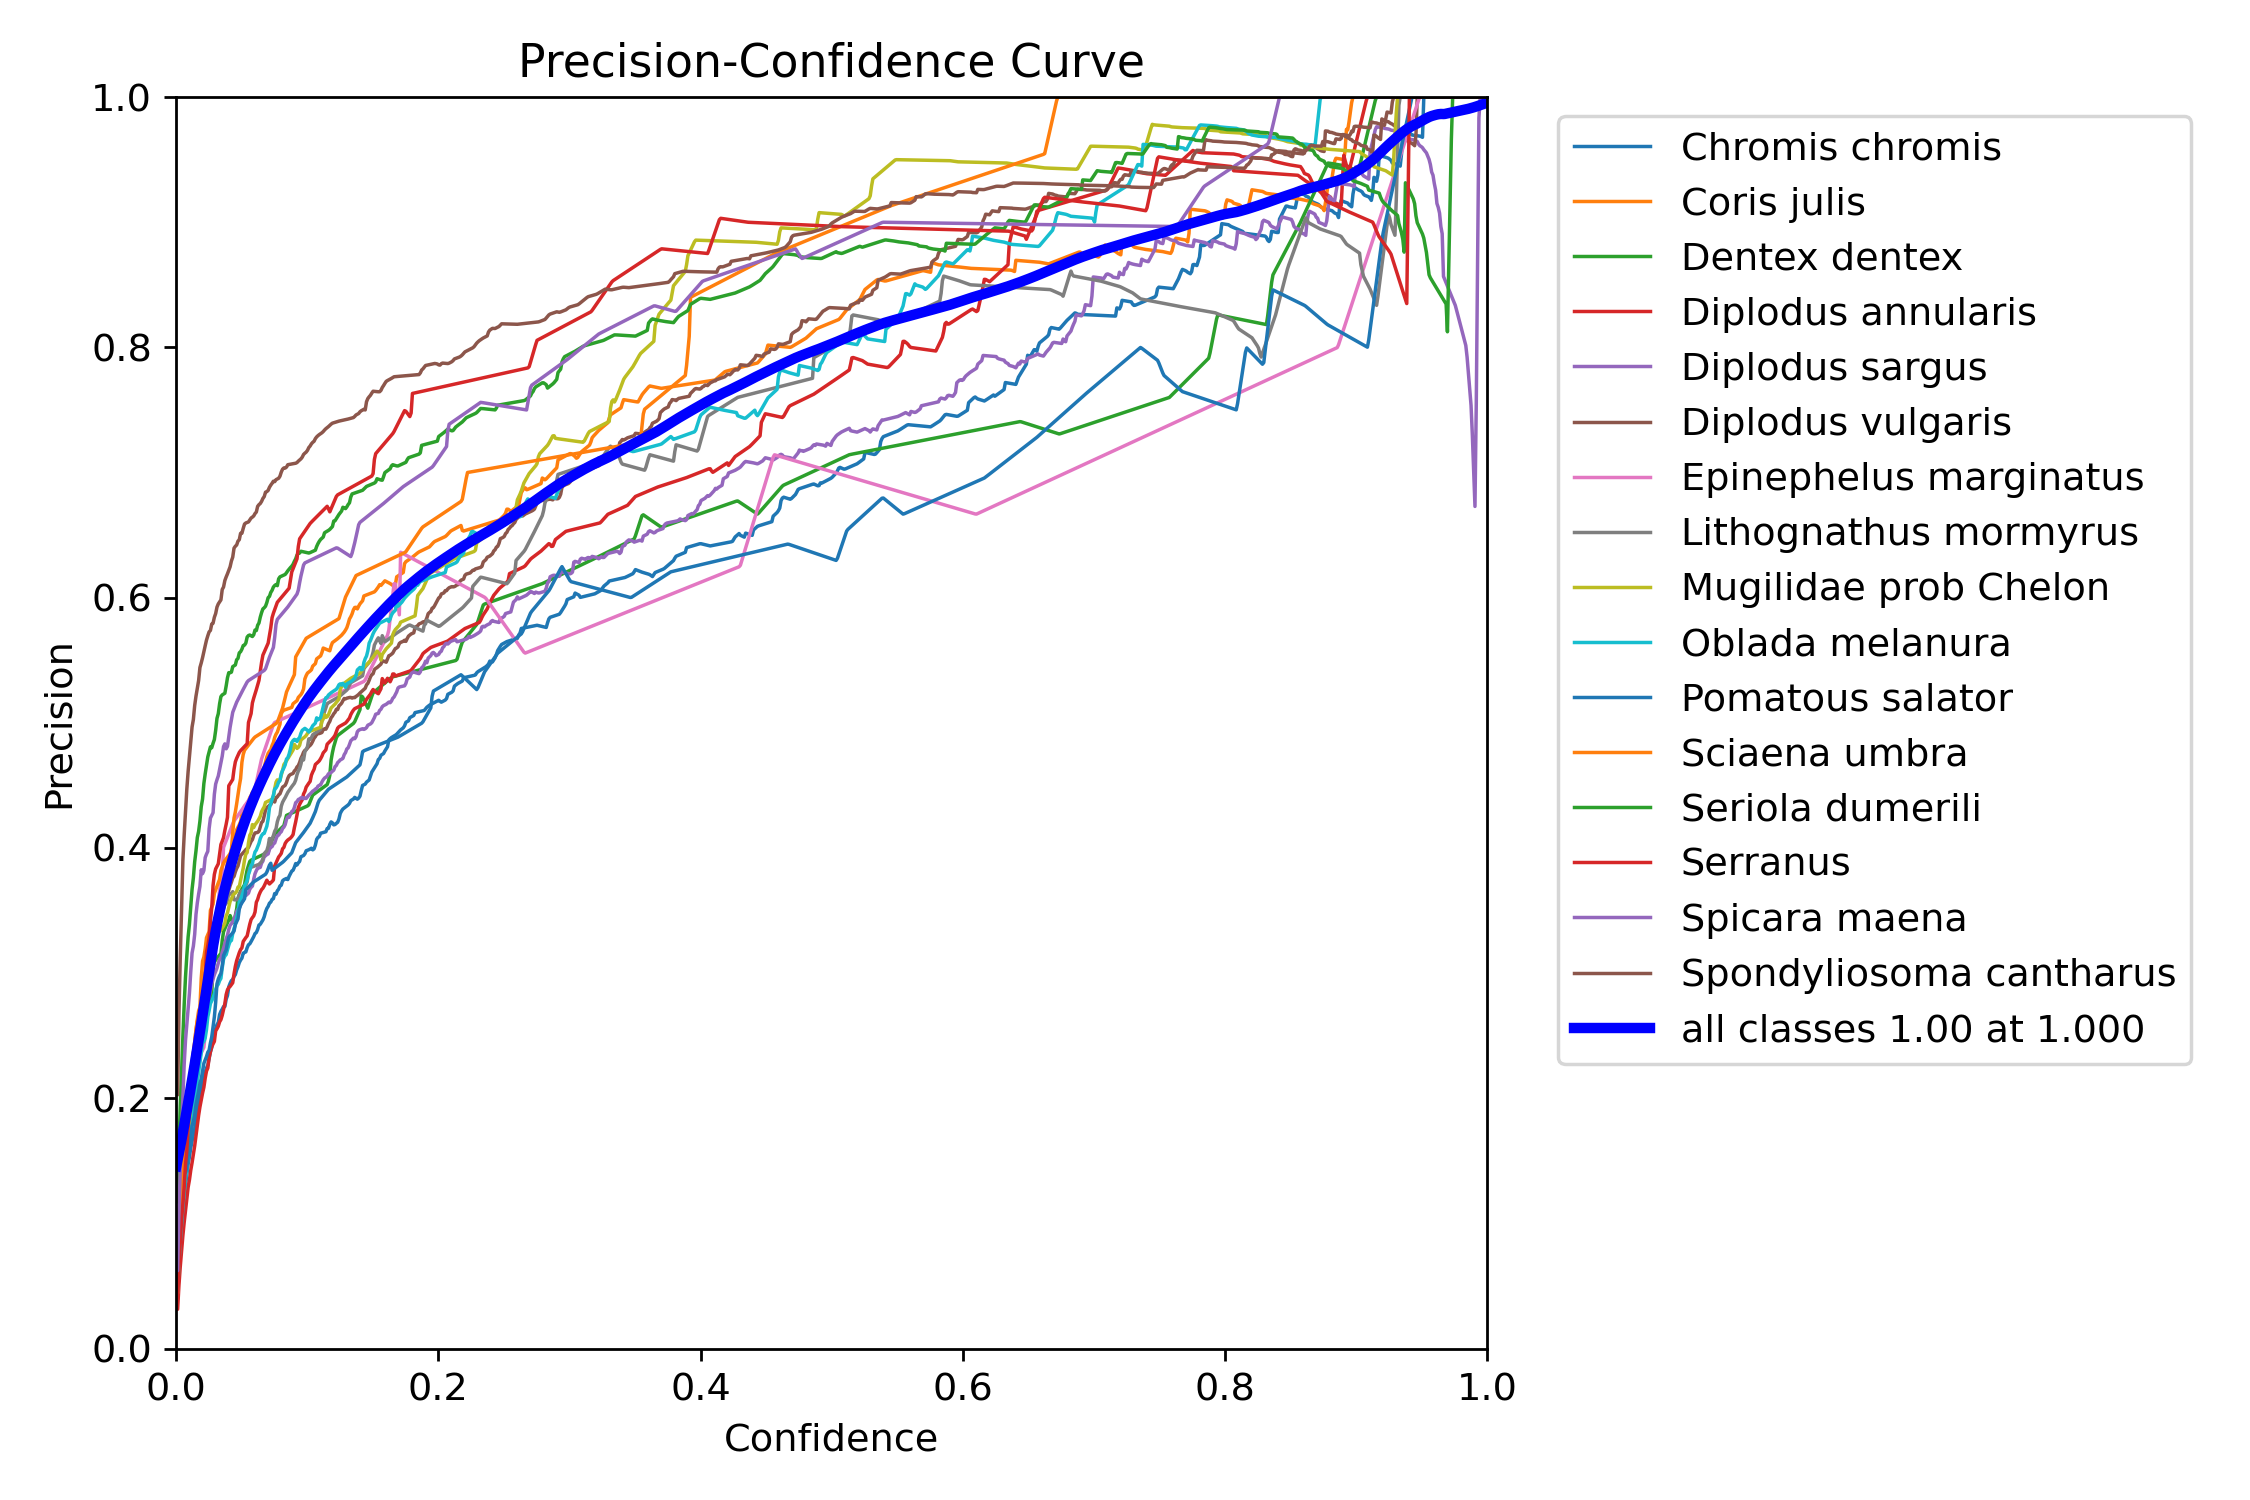 Precision-Confidence Curve
1.0
0.8
0.6
0.4
0.2
0.0
Precision
0.0 0.2 0.4 0.6 0.8 1.0
Confidence
Chromis chromis
Coris julis
Dentex dentex
Diplodus annularis
Diplodus sargus
Diplodus vulgaris
Epinephelus marginatus
Lithognathus mormyrus
Mugilidae prob Chelon
Oblada melanura
Pomatous salator
Sciaena umbra
Seriola dumerili
Serranus
Spicara maena
Spondyliosoma cantharus
all classes 1.00 at 1.000